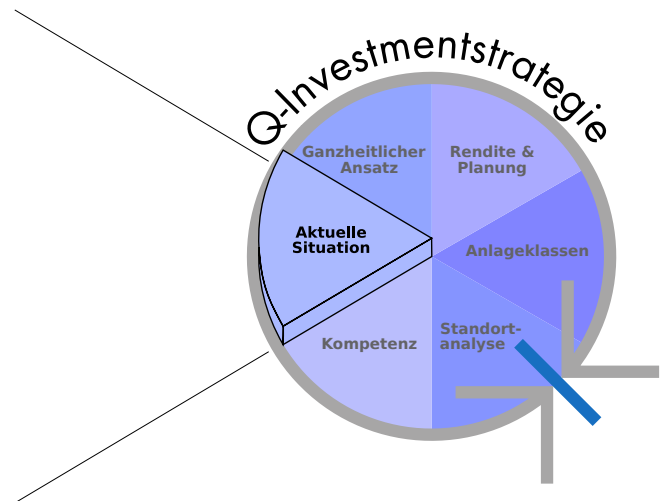 Q-Investmentstrategie
Ganzheitlicher
Ansatz
Rendite &
Planung
Aktuelle
Situation
Anlageklassen
Kompetenz
Standort-
analyse